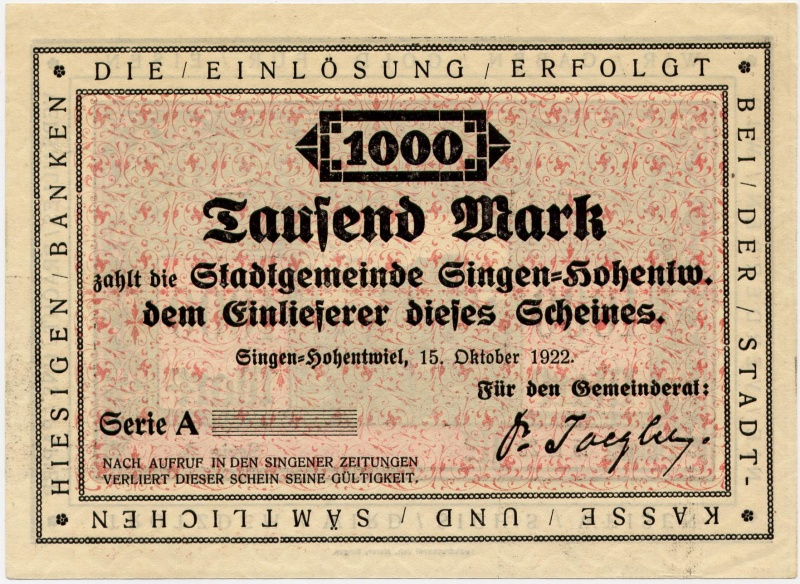 DIE / EINLÖSUNG / ERFOLGT
BEI / DER / STADT-
KASSE / UND / SÄMTLICHEN
HIESIGEN / BANKEN
1000
Tausend Mark
zahlt die Stadtgemeinde Singen=Hohentw.
dem Einlieferer dieses Scheines.
Singen=Hohentwiel, 15. Oktober 1922.
Für den Gemeinderat:
Serie A
NACH AUFRUF IN DEN SINGENER ZEITUNGEN
VERLIERT DIESER SCHEIN SEINE GÜLTIGKEIT.